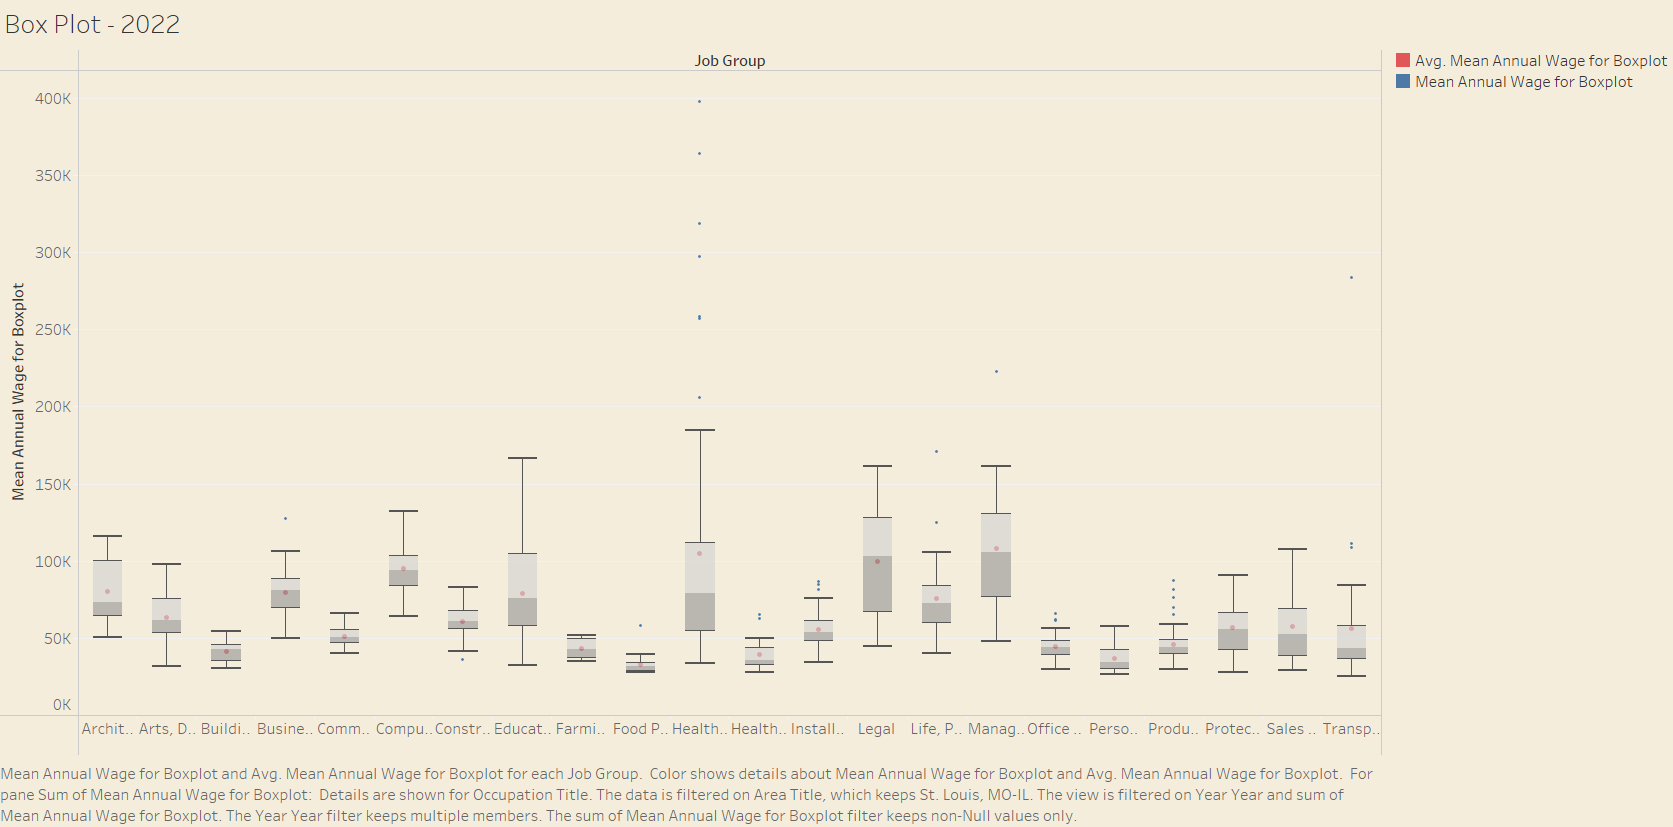 Box Plot - 2022
Job Group
Avg. Mean Annual Wage for Boxplot
Mean Annual Wage for Boxplot
Mean Annual Wage for Boxplot
400K
350K
300K
250K
200K
150K
100K
50K
0K
Archit.. Arts, D.. Buildi.. Busine.. Comm.. Compu.. Constr.. Educat.. Farmi.. Food P.. Health.. Health.. Install.. Legal Life, P.. Manag.. Office .. Perso.. Produ.. Protec.. Sales .. Transp..
Mean Annual Wage for Boxplot and Avg. Mean Annual Wage for Boxplot for each Job Group.  Color shows details about Mean Annual Wage for Boxplot and Avg. Mean Annual Wage for Boxplot.  For
pane Sum of Mean Annual Wage for Boxplot:  Details are shown for Occupation Title. The data is filtered on Area Title, which keeps St. Louis, MO-IL. The view is filtered on Year Year and sum of
Mean Annual Wage for Boxplot. The Year Year filter keeps multiple members. The sum of Mean Annual Wage for Boxplot filter keeps non-Null values only.